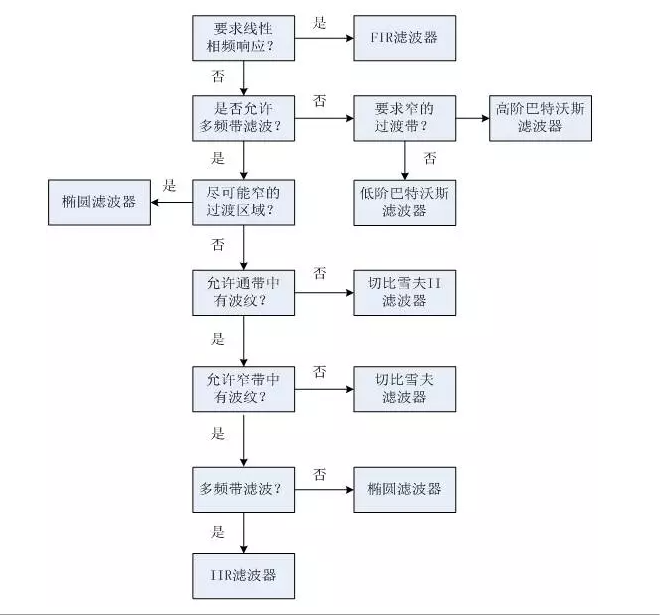 要求线性
相频响应？
是
FIR滤波器
否
是否允许
多频带滤波？
否
要求窄的
过渡带？
高阶巴特沃斯
滤波器
是
否
椭圆滤波器
是
尽可能窄的
过渡区域？
低阶巴特沃斯
滤波器
否
允许通带中
有波纹？
否
切比雪夫II
滤波器
是
允许窄带中
有波纹？
否
切比雪夫
滤波器
是
多频带滤波？
否
椭圆滤波器
是
IIR滤波器